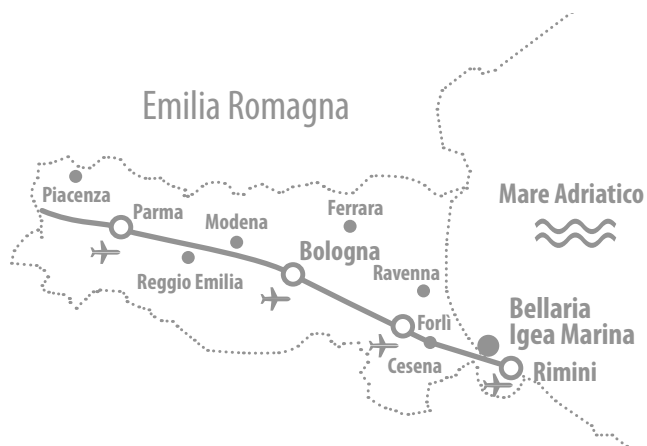 Emilia Romagna
Piacenza
Parma
Modena
Ferrara
Mare Adriatico
Reggio Emilia
Bologna
Ravenna
Forlì
Cesena
Bellaria
Igea Marina
Rimini